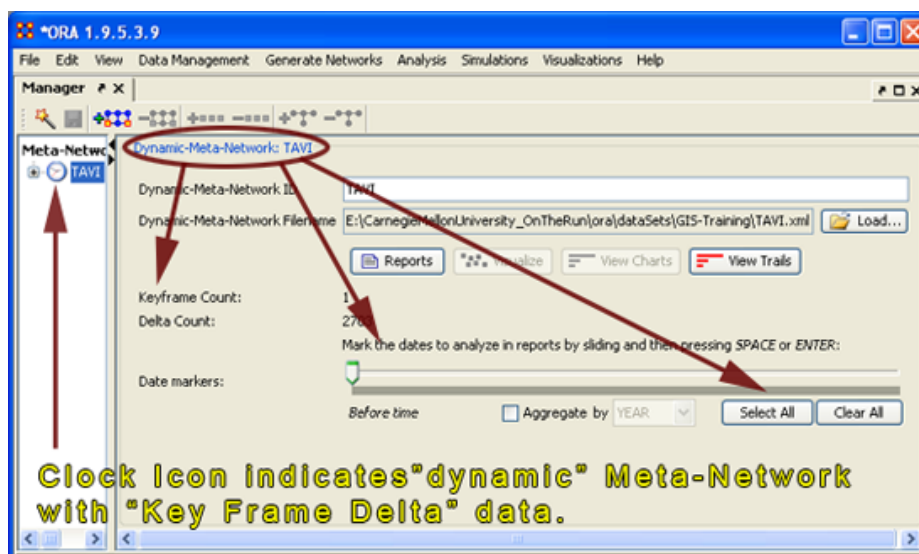 *ORA 1.9.5.3.9
File Edit View Data Management Generate Networks Analysis Simulations Visualizations Help
Manager
Meta-Netwo
TAVI
Dynamic-Meta-Network: TAVI
Dynamic-Meta-Network ID TAVI
Dynamic-Meta-Network Filename E:\CarnegieMellonUniversity_OnTheRun\ora\dataSets\GIS-Training\TAVI.xml Load...
Reports Visualize View Charts View Trails
Keyframe Count: 1
Delta Count:
Mark the dates to analyze in reports by sliding and then pressing SPACE or ENTER:
Date markers:
Before time Aggregate by YEAR Select All Clear All
Clock Icon indicates"dynamic" Meta-Network
with "Key Frame Delta" data.